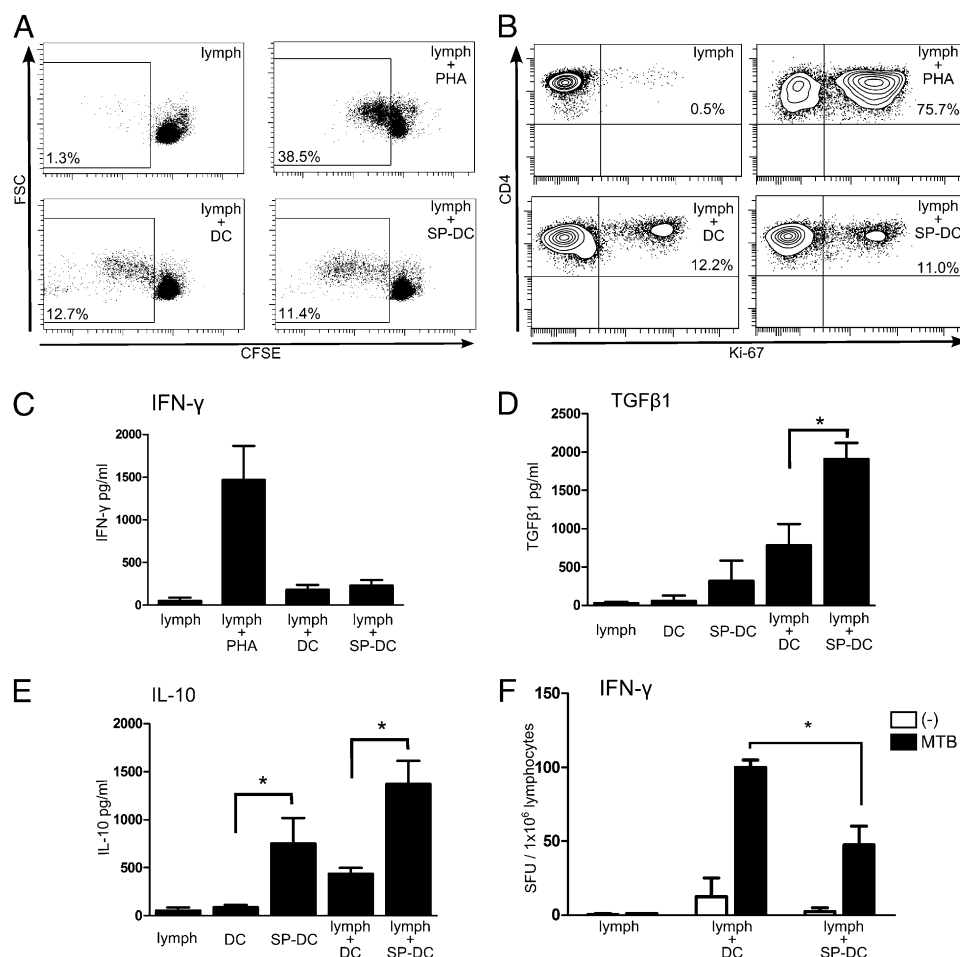 A
lymph
1.3%
lymph
+
PHA
38.5%
lymph
+
DC
12.7%
lymph
+
SP-DC
11.4%
FSC
CFSE
B
lymph
0.5%
lymph
+
PHA
75.7%
lymph
+
DC
12.2%
lymph
+
SP-DC
11.0%
CD4
Ki-67
C
IFN-γ
IFN-γ pg/ml
2000
1500
1000
500
0
lymph
lymph
+
PHA
lymph
+
DC
lymph
+
SP-DC
D
TGFβ1
TGFβ1 pg/ml
2500
2000
1500
1000
500
0
*
lymph
DC
SP-DC
lymph
+
DC
lymph
+
SP-DC
E
IL-10
IL-10 pg/ml
2000
1500
1000
500
0
*
*
lymph
DC
SP-DC
lymph
+
DC
lymph
+
SP-DC
F
IFN-γ
SFU / 1x10⁶ lymphocytes
150
100
50
0
*
(-)
MTB
lymph
lymph
+
DC
lymph
+
SP-DC